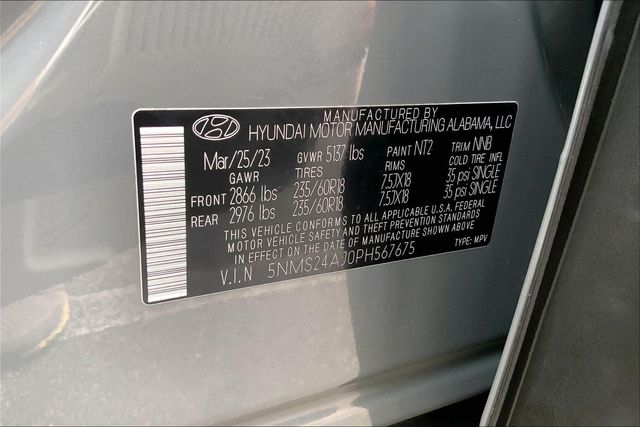 MANUFACTURED BY
HYUNDAI MOTOR MANUFACTURING ALABAMA, LLC
Mar/25/23 GVWR 5137 lbs PAINT NT2 TRIM NNB
GAWR TIRES RIMS COLD TIRE INFL
FRONT 2866 lbs 235/60R18 7.5JX18 35 psi SINGLE
REAR 2976 lbs 235/60R18 7.5JX18 35 psi SINGLE
THIS VEHICLE CONFORMS TO ALL APPLICABLE U.S.A. FEDERAL
MOTOR VEHICLE SAFETY AND THEFT PREVENTION STANDARDS
IN EFFECT ON THE DATE OF MANUFACTURE SHOWN ABOVE
V.I.N 5NMS24AJ0PH567675 TYPE: MPV